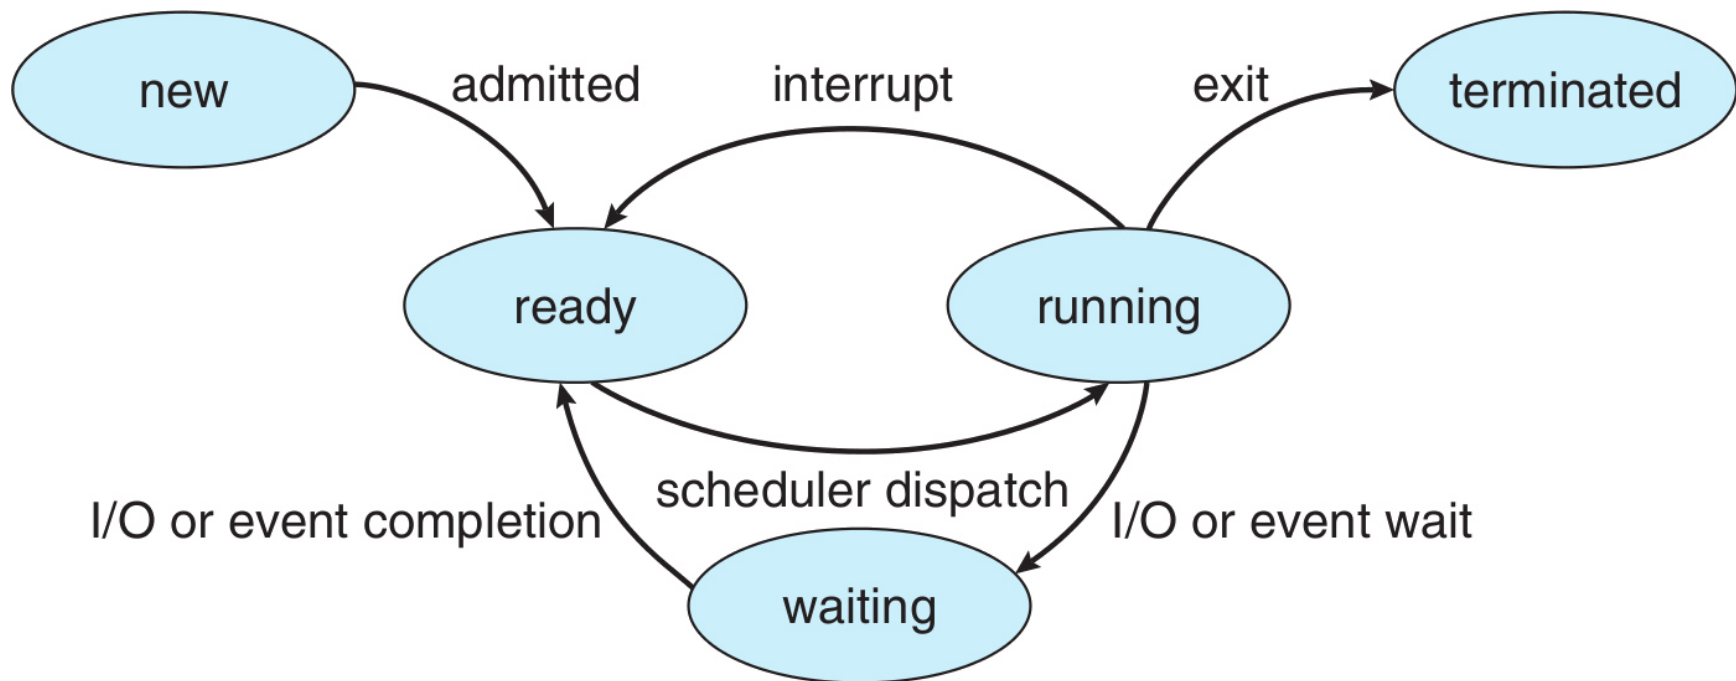 new
admitted
interrupt
exit
terminated
ready
running
scheduler dispatch
I/O or event completion
I/O or event wait
waiting